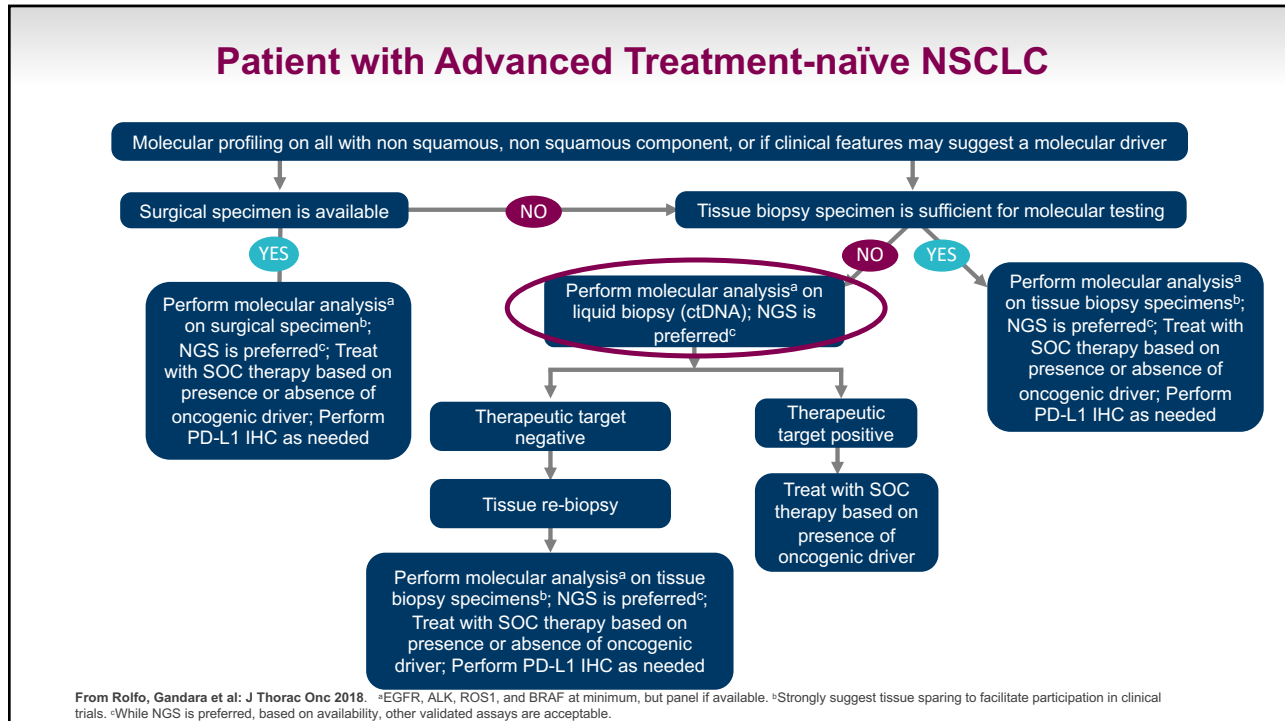 Patient with Advanced Treatment-naïve NSCLC
Molecular profiling on all with non squamous, non squamous component, or if clinical features may suggest a molecular driver
Surgical specimen is available
NO
Tissue biopsy specimen is sufficient for molecular testing
YES
NO
YES
Perform molecular analysisᵃ
on surgical specimenᵇ;
NGS is preferredᶜ; Treat
with SOC therapy based on
presence or absence of
oncogenic driver; Perform
PD-L1 IHC as needed
Perform molecular analysisᵃ on
liquid biopsy (ctDNA); NGS is
preferredᶜ
Perform molecular analysisᵃ
on tissue biopsy specimensᵇ;
NGS is preferredᶜ; Treat with
SOC therapy based on
presence or absence of
oncogenic driver; Perform
PD-L1 IHC as needed
Therapeutic target
negative
Therapeutic
target positive
Tissue re-biopsy
Treat with SOC
therapy based on
presence of
oncogenic driver
Perform molecular analysisᵃ on tissue
biopsy specimensᵇ; NGS is preferredᶜ;
Treat with SOC therapy based on
presence or absence of oncogenic
driver; Perform PD-L1 IHC as needed
From Rolfo, Gandara et al: J Thorac Onc 2018. ᵃEGFR, ALK, ROS1, and BRAF at minimum, but panel if available. ᵇStrongly suggest tissue sparing to facilitate participation in clinical
trials. ᶜWhile NGS is preferred, based on availability, other validated assays are acceptable.